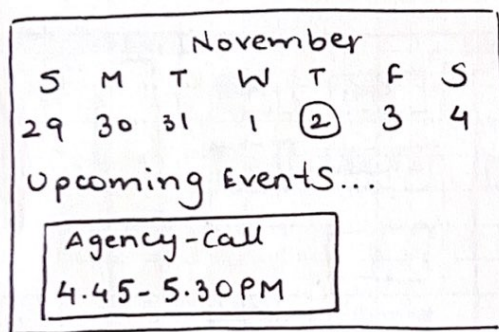 November
S M T W T F S
29 30 31 1 2 3 4
Upcoming Events...
Agency-Call
4.45-5.30PM